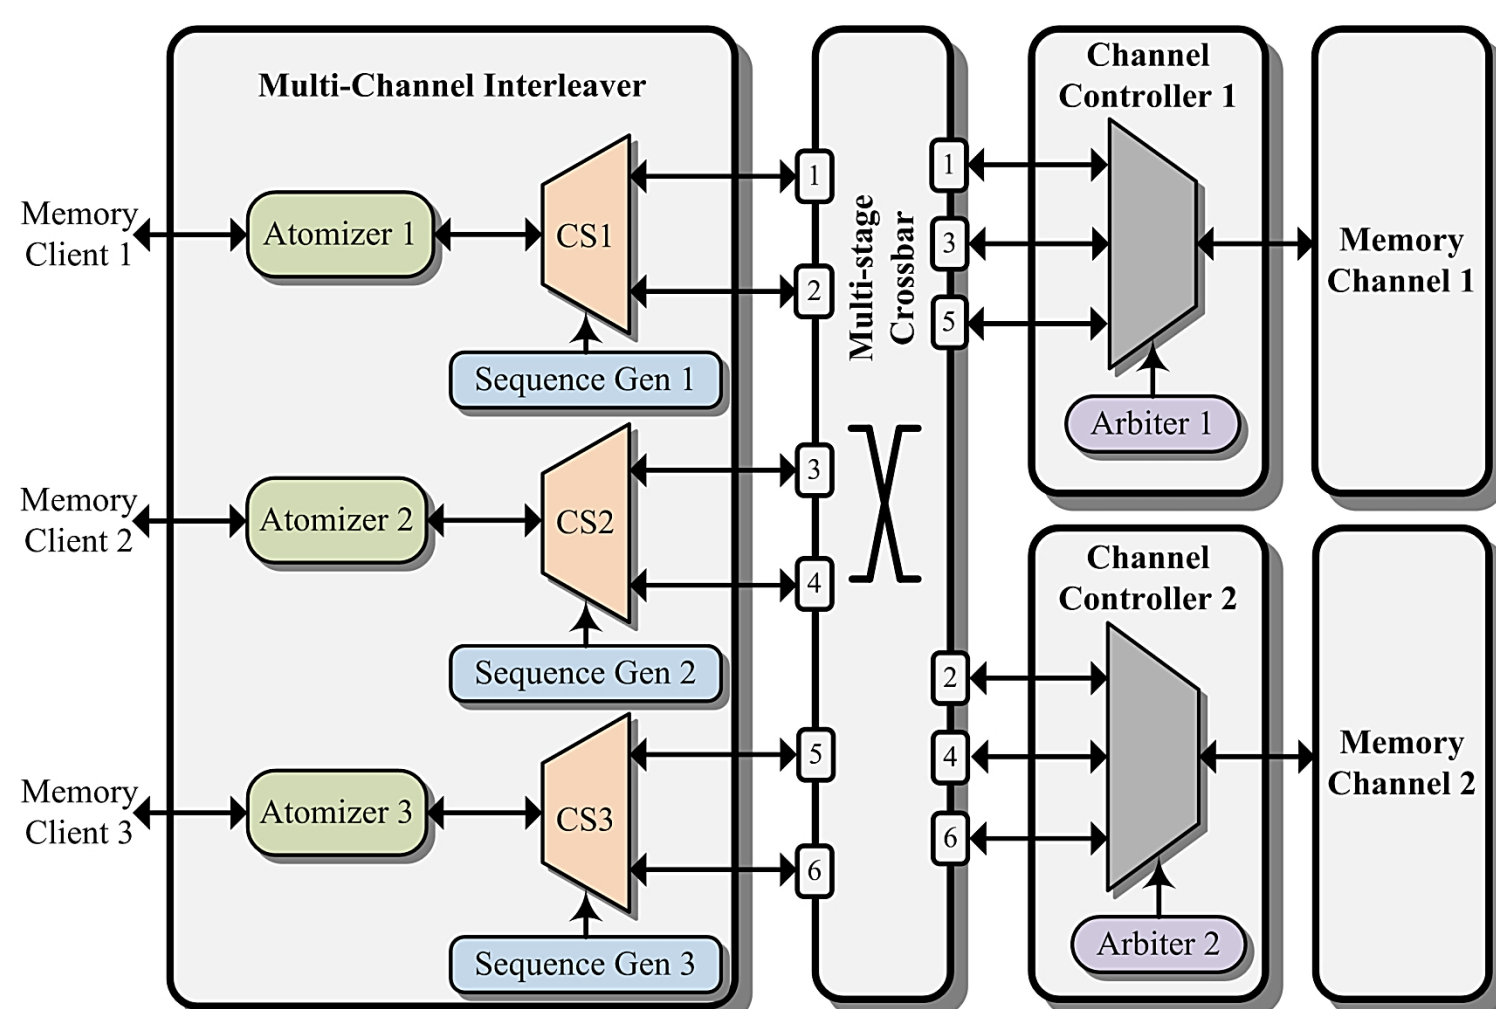 Multi-Channel Interleaver
Memory
Client 1
Atomizer 1
CS1
Sequence Gen 1
1
2
Memory
Client 2
Atomizer 2
CS2
Sequence Gen 2
3
4
Memory
Client 3
Atomizer 3
CS3
Sequence Gen 3
5
6
Multi-stage
Crossbar
1
3
5
2
4
6
Channel
Controller 1
Arbiter 1
Memory
Channel 1
Channel
Controller 2
Arbiter 2
Memory
Channel 2